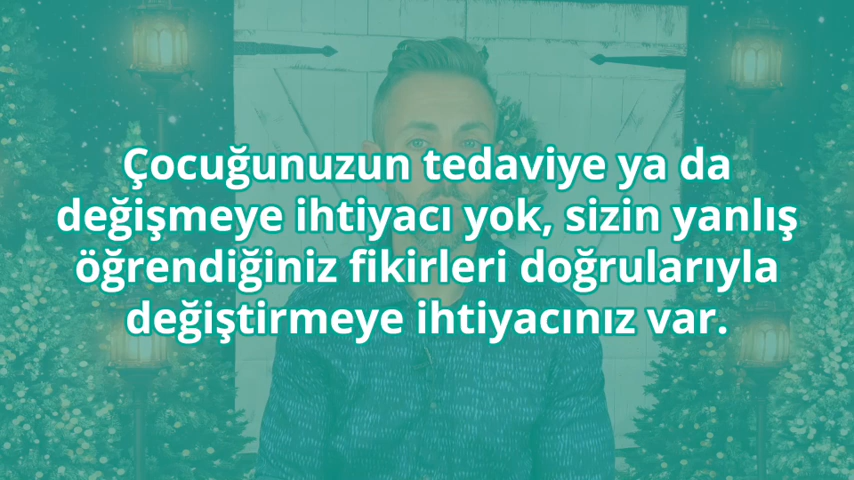 Çocuğunuzun tedaviye ya da
değişmeye ihtiyacı yok, sizin yanlış
öğrendiğiniz fikirleri doğrularıyla
değiştirmeye ihtiyacınız var.